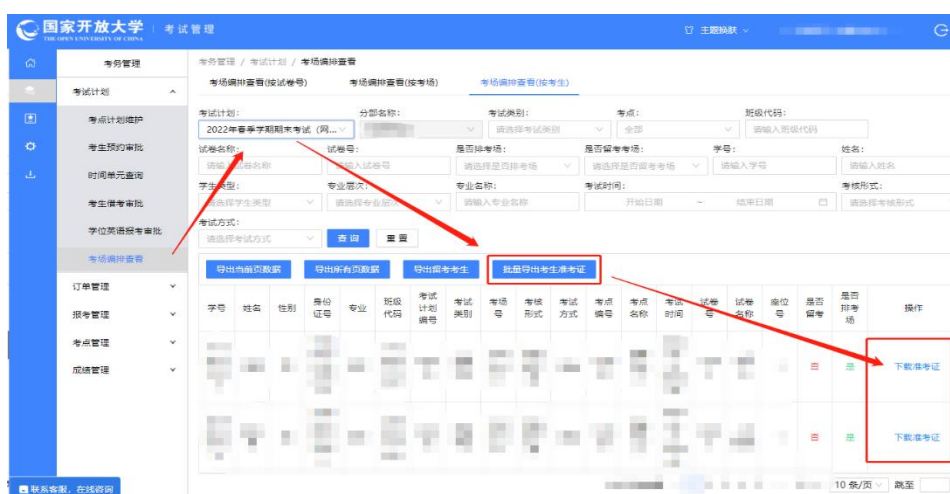 国家开放大学 考试管理 主题换肤
THE OPEN UNIVERSITY OF CHINA
考务管理
考试计划
考点计划维护
考生预约审批
时间单元查询
考生借考审批
学位英语报考审批
考场编排查看
订单管理
报考管理
考点管理
成绩管理
联系客服，在线咨询
考务管理 / 考试计划 / 考场编排查看
考场编排查看(按试卷号) 考场编排查看(按考场) 考场编排查看(按考生)
考试计划： 分部名称： 考试类别： 考点： 班级代码：
2022年春季学期期末考试（网... 请选择考试类别 全部 请输入班级代码
试卷名称： 试卷号： 是否排考场： 是否留考考场： 学号： 姓名：
请输入试卷名称 请输入试卷号 请选择是否排考场 请选择是否留考考场 请输入学号 请输入姓名
学生类型： 专业层次： 专业名称： 考试时间： 考核形式：
请选择学生类型 请选择专业层次 请输入专业名称 开始日期 ~ 结束日期 请选择考核形式
考试方式：
请选择考试方式 查询 重置
导出当前页数据 导出所有页数据 导出留考考生 批量导出考生准考证
学号 姓名 性别 身份证号 专业 班级代码 考试计划编号 考试类别 考场号 考核形式 考试方式 考点编号 考点名称 考试时间 试卷号 试卷名称 座位号 是否留考 是否排考场 操作
否 是 下载准考证
否 是 下载准考证
10 条/页 跳至